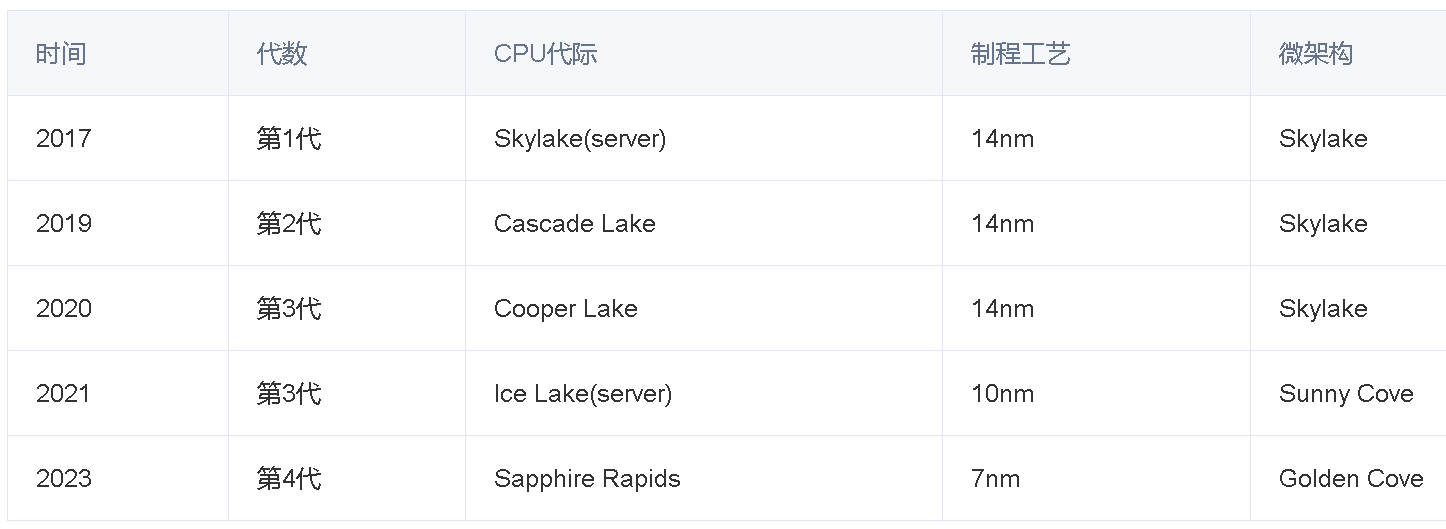 时间 代数 CPU代际 制程工艺 微架构
2017 第1代 Skylake(server) 14nm Skylake
2019 第2代 Cascade Lake 14nm Skylake
2020 第3代 Cooper Lake 14nm Skylake
2021 第3代 Ice Lake(server) 10nm Sunny Cove
2023 第4代 Sapphire Rapids 7nm Golden Cove